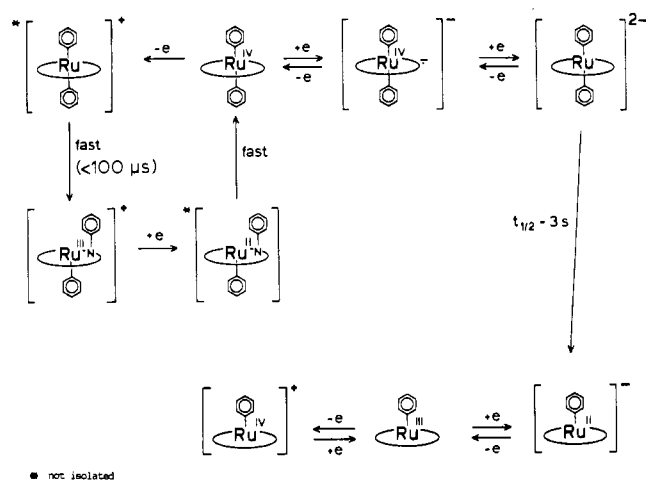 * [ Ru ]+ -e Ru IV +e -e [ Ru IV - ]− +e -e [ Ru ]2−
fast
(<100 μs)
fast
t1/2 ~ 3 s
[ Ru III N ]+ +e * [ Ru II N ]
[ Ru IV ]+ -e +e Ru III +e -e [ Ru II ]−
* not isolated